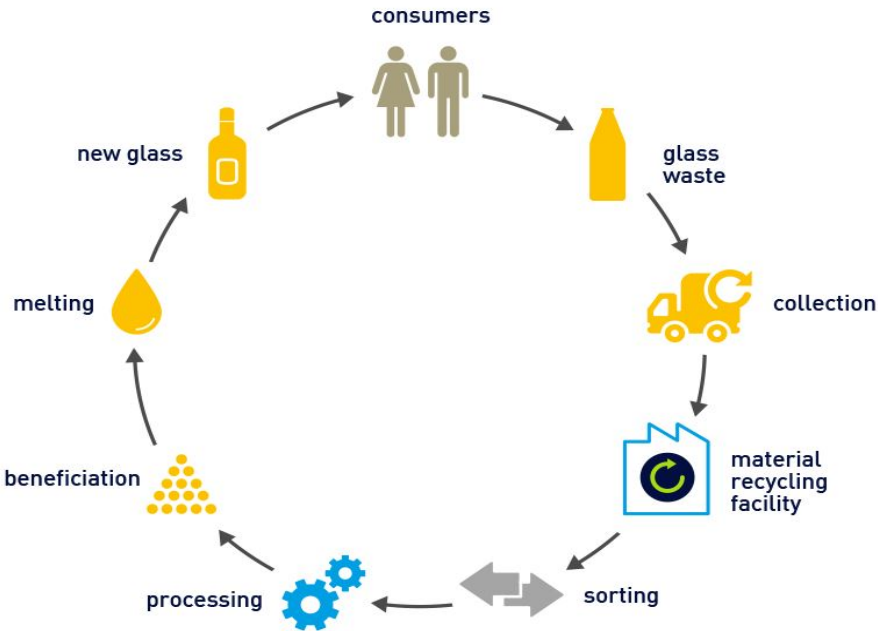 consumers
glass
waste
collection
material
recycling
facility
sorting
processing
beneficiation
melting
new glass